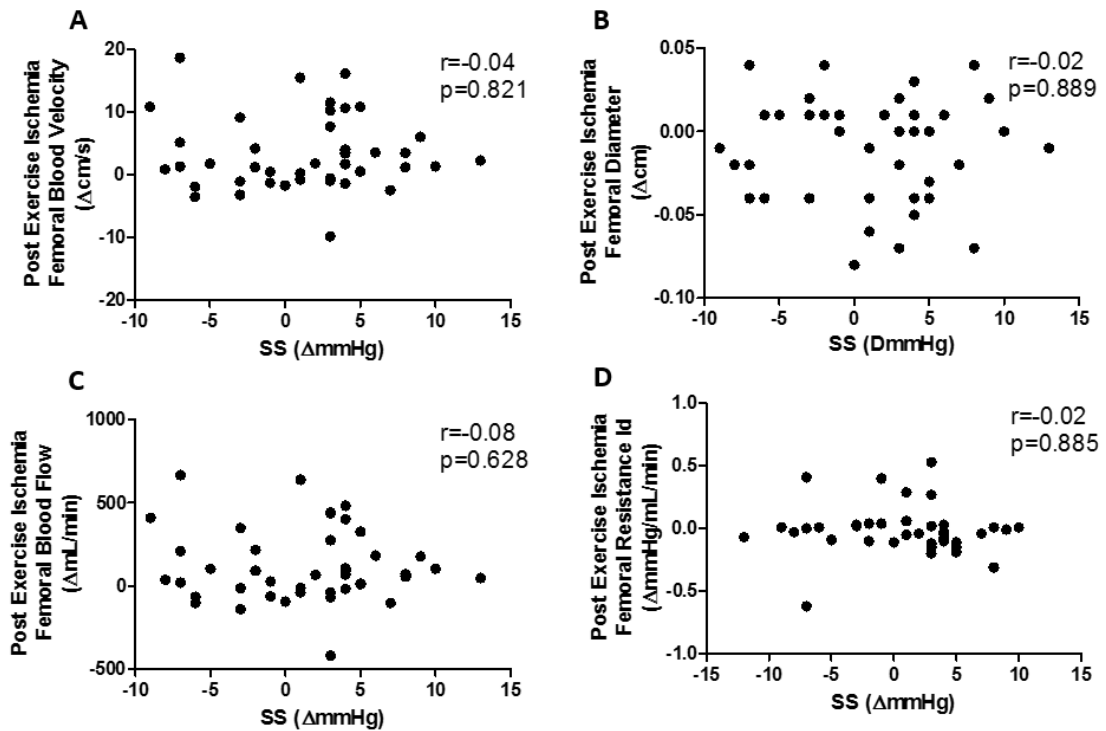 A
Post Exercise Ischemia
Femoral Blood Velocity
(Δcm/s)
20
10
0
-10
-20
-10
-5
0
5
10
15
SS (ΔmmHg)
r=-0.04
p=0.821
B
Post Exercise Ischemia
Femoral Diameter
(Δcm)
0.05
0.00
-0.05
-0.10
-10
-5
0
5
10
15
SS (DmmHg)
r=-0.02
p=0.889
C
Post Exercise Ischemia
Femoral Blood Flow
(ΔmL/min)
1000
500
0
-500
-10
-5
0
5
10
15
SS (ΔmmHg)
r=-0.08
p=0.628
D
Post Exercise Ischemia
Femoral Resistance Id
(ΔmmHg/mL/min)
1.0
0.5
0.0
-0.5
-1.0
-15
-10
-5
0
5
10
15
SS (ΔmmHg)
r=-0.02
p=0.885